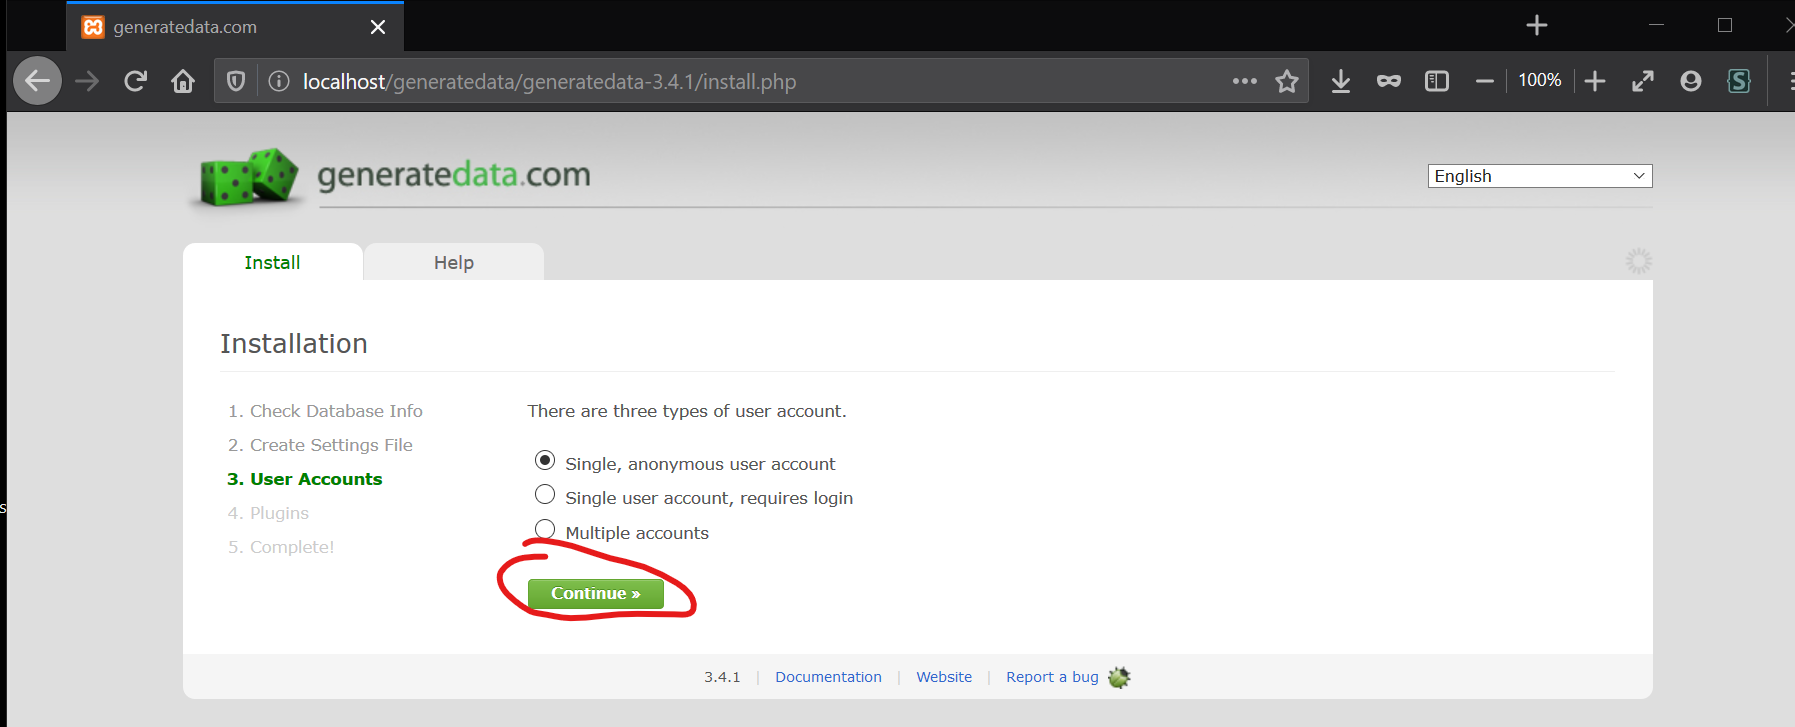 generatedata.com
localhost/generatedata/generatedata-3.4.1/install.php
100%
S
generatedata.com
English
Install
Help
Installation
1. Check Database Info
2. Create Settings File
3. User Accounts
4. Plugins
5. Complete!
There are three types of user account.
Single, anonymous user account
Single user account, requires login
Multiple accounts
Continue »
s
3.4.1 | Documentation | Website | Report a bug